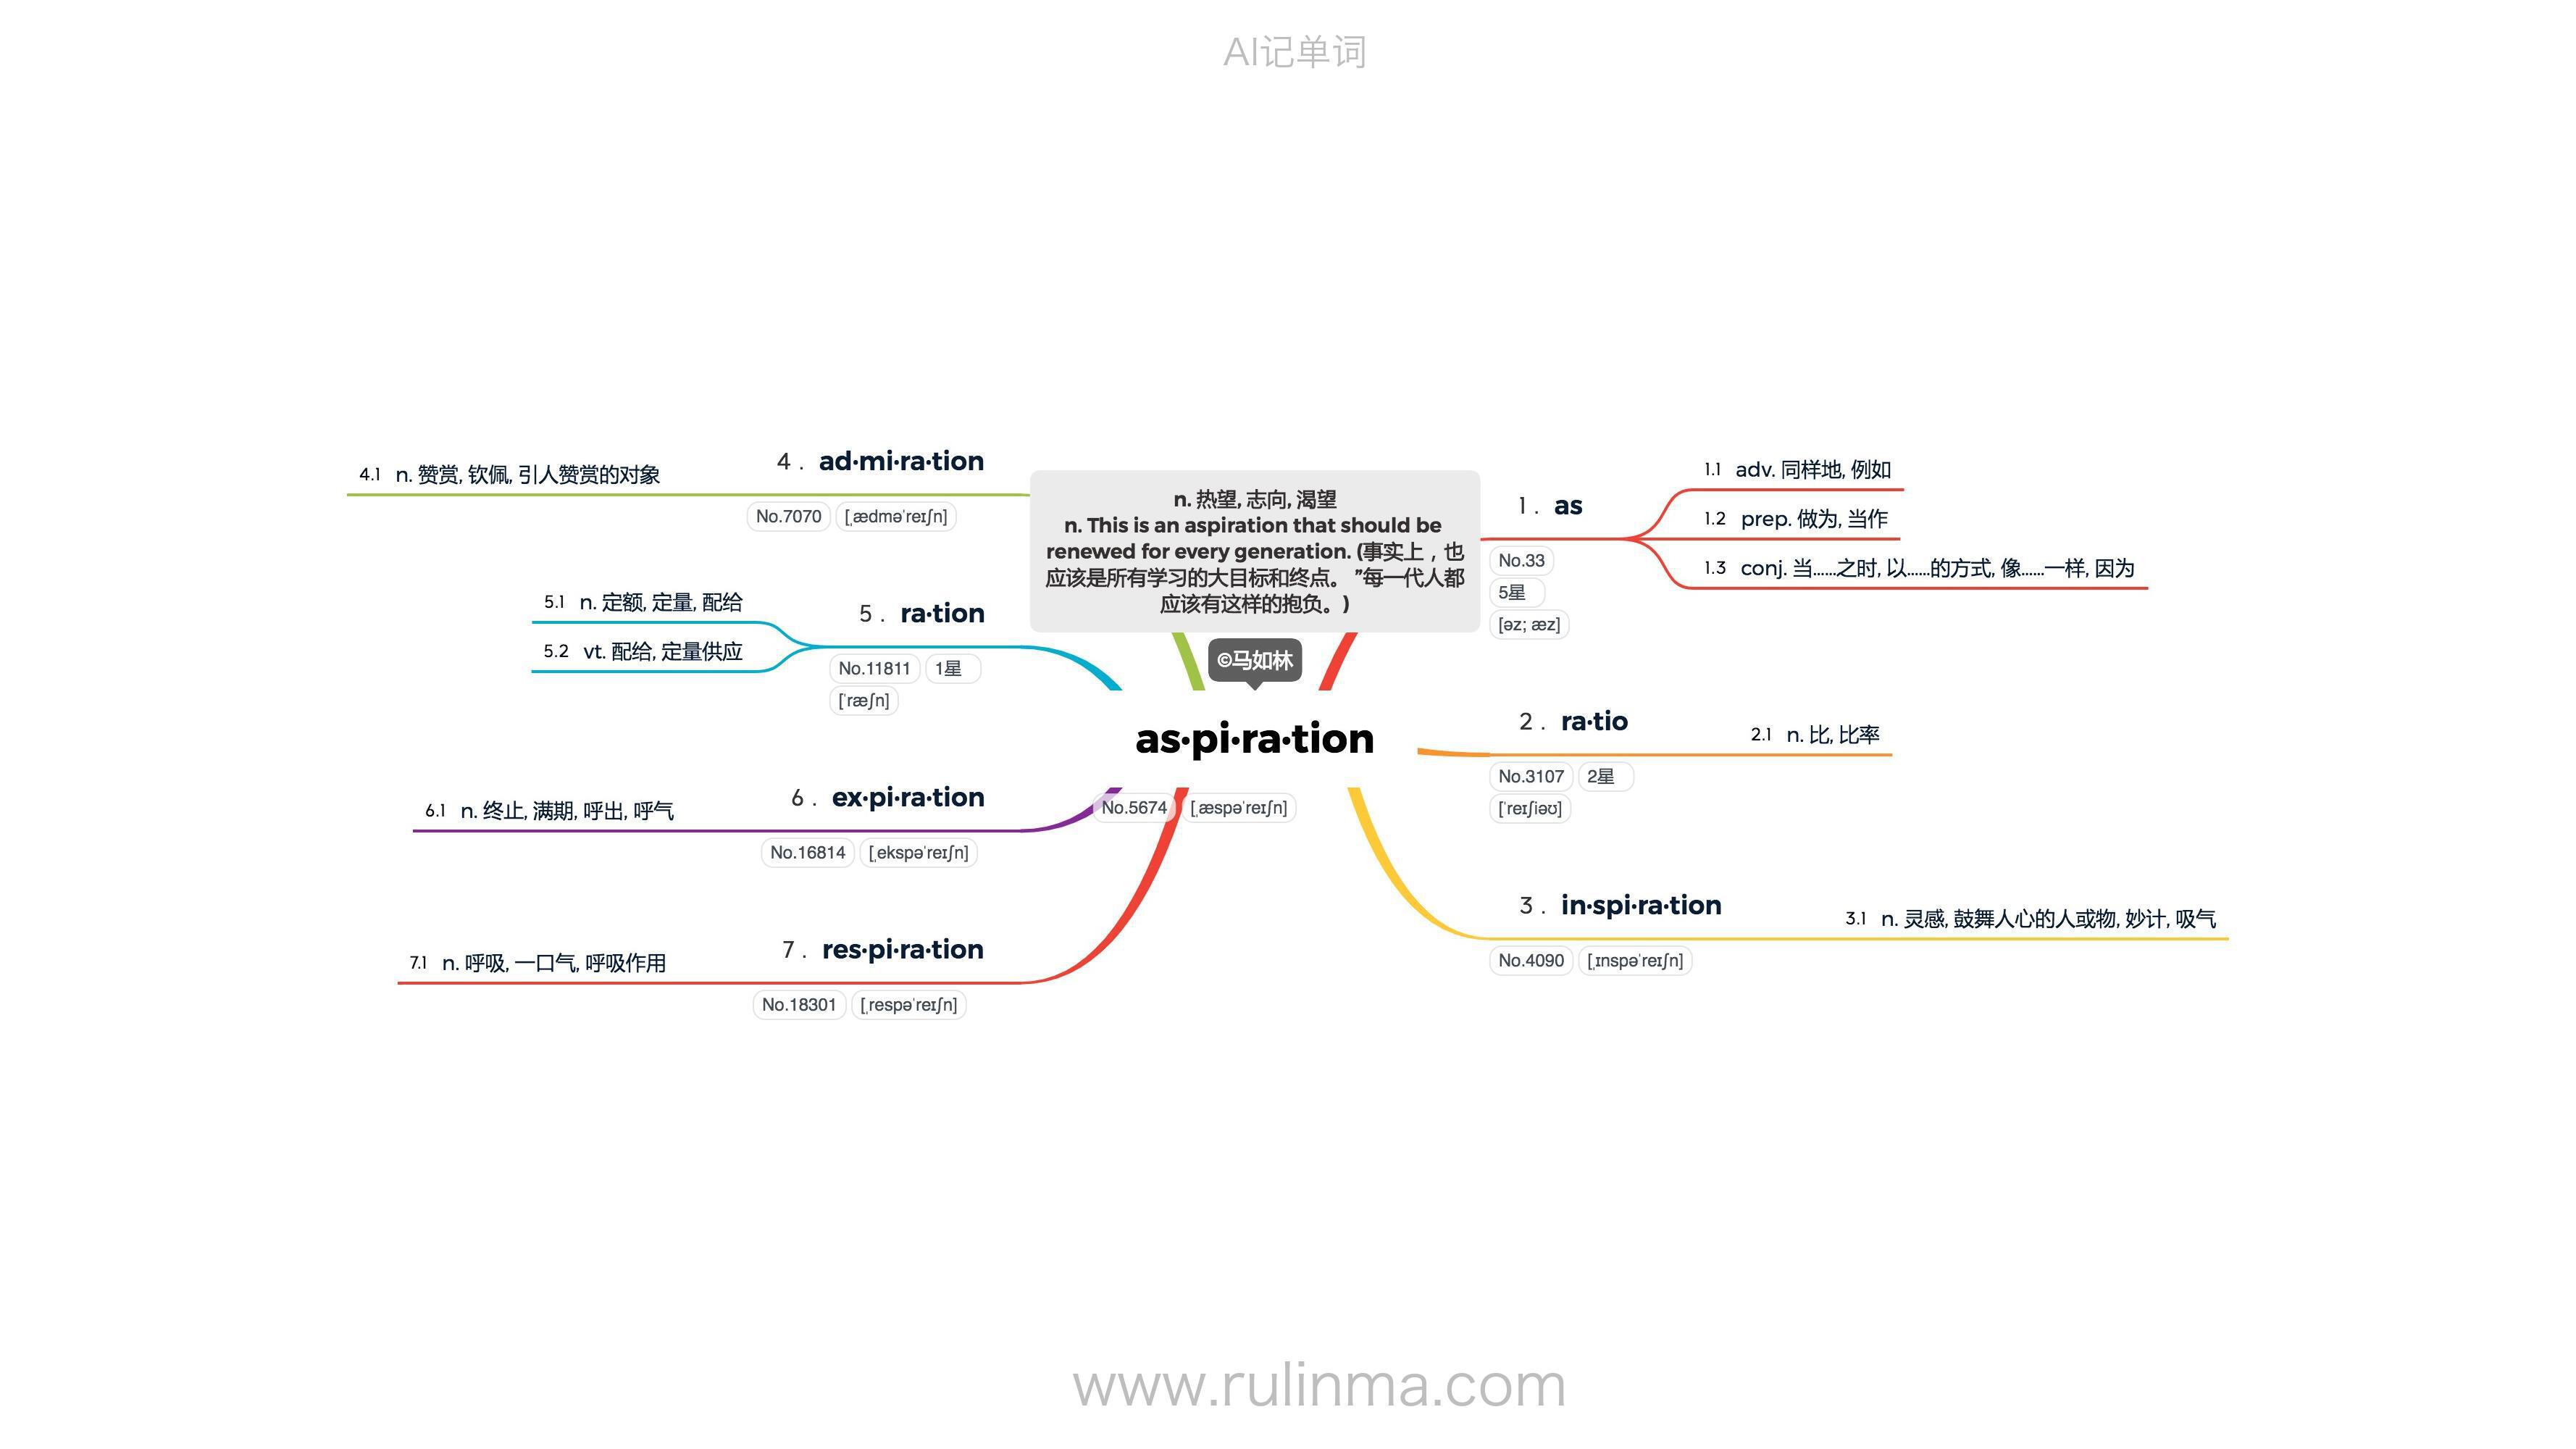 AI记单词
n. 热望, 志向, 渴望
n. This is an aspiration that should be
renewed for every generation. (事实上，也
应该是所有学习的大目标和终点。 ”每一代人都
应该有这样的抱负。)
©马如林
as·pi·ra·tion
No.5674 [ˌæspəˈreɪʃn]
1 . as
No.33
5星
[əz; æz]
1.1 adv. 同样地, 例如
1.2 prep. 做为, 当作
1.3 conj. 当……之时, 以……的方式, 像……一样, 因为
2 . ra·tio
No.3107 2星
[ˈreɪʃiəʊ]
2.1 n. 比, 比率
3 . in·spi·ra·tion
No.4090 [ˌɪnspəˈreɪʃn]
3.1 n. 灵感, 鼓舞人心的人或物, 妙计, 吸气
4 . ad·mi·ra·tion
No.7070 [ˌædməˈreɪʃn]
4.1 n. 赞赏, 钦佩, 引人赞赏的对象
5 . ra·tion
No.11811 1星
[ˈræʃn]
5.1 n. 定额, 定量, 配给
5.2 vt. 配给, 定量供应
6 . ex·pi·ra·tion
No.16814 [ˌekspəˈreɪʃn]
6.1 n. 终止, 满期, 呼出, 呼气
7 . res·pi·ra·tion
No.18301 [ˌrespəˈreɪʃn]
7.1 n. 呼吸, 一口气, 呼吸作用
www.rulinma.com